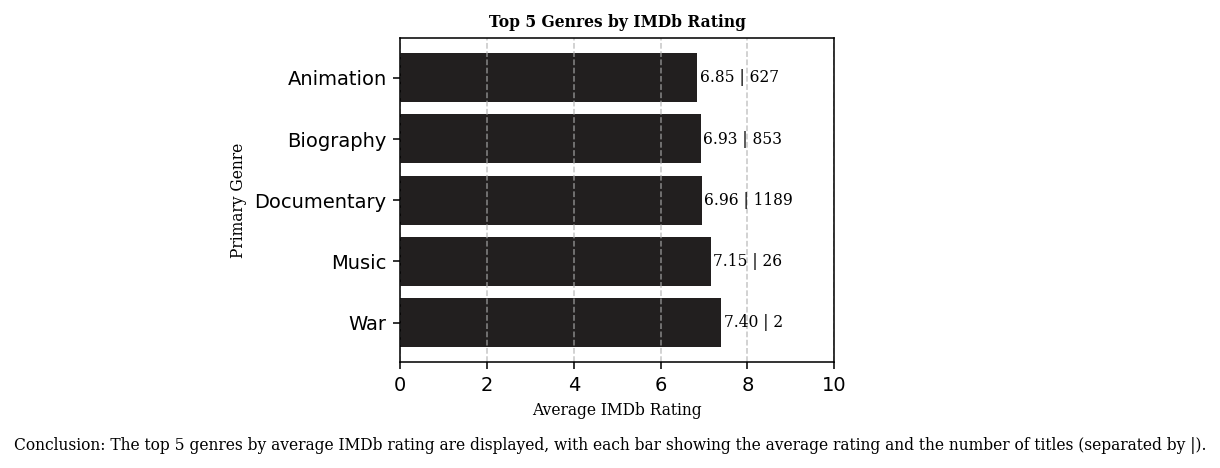 Top 5 Genres by IMDb Rating
Animation
6.85 | 627
Biography
6.93 | 853
Documentary
6.96 | 1189
Music
7.15 | 26
War
7.40 | 2
Primary Genre
0 2 4 6 8 10
Average IMDb Rating
Conclusion: The top 5 genres by average IMDb rating are displayed, with each bar showing the average rating and the number of titles (separated by |).